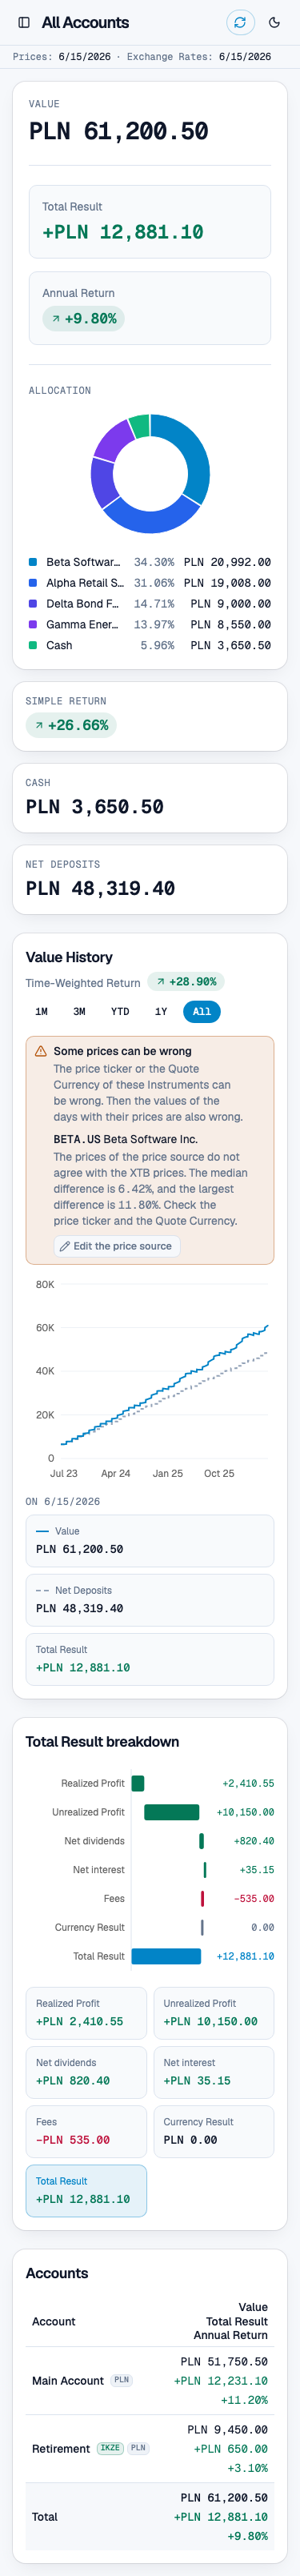 All Accounts
Prices: 6/15/2026 · Exchange Rates: 6/15/2026
VALUE
PLN 61,200.50
Total Result
+PLN 12,881.10
Annual Return
+9.80%
ALLOCATION
Beta Softwar... 34.30% PLN 20,992.00
Alpha Retail S... 31.06% PLN 19,008.00
Delta Bond F... 14.71% PLN 9,000.00
Gamma Ener... 13.97% PLN 8,550.00
Cash 5.96% PLN 3,650.50
SIMPLE RETURN
+26.66%
CASH
PLN 3,650.50
NET DEPOSITS
PLN 48,319.40
Value History
Time-Weighted Return +28.90%
1M 3M YTD 1Y All
Some prices can be wrong
The price ticker or the Quote
Currency of these Instruments can
be wrong. Then the values of the
days with their prices are also wrong.
BETA.US Beta Software Inc.
The prices of the price source do not
agree with the XTB prices. The median
difference is 6.42%, and the largest
difference is 11.80%. Check the
price ticker and the Quote Currency.
Edit the price source
80K
60K
40K
20K
0
Jul 23 Apr 24 Jan 25 Oct 25
ON 6/15/2026
Value
PLN 61,200.50
Net Deposits
PLN 48,319.40
Total Result
+PLN 12,881.10
Total Result breakdown
Realized Profit +2,410.55
Unrealized Profit +10,150.00
Net dividends +820.40
Net interest +35.15
Fees −535.00
Currency Result 0.00
Total Result +12,881.10
Realized Profit
+PLN 2,410.55
Unrealized Profit
+PLN 10,150.00
Net dividends
+PLN 820.40
Net interest
+PLN 35.15
Fees
−PLN 535.00
Currency Result
PLN 0.00
Total Result
+PLN 12,881.10
Accounts
Account
Value
Total Result
Annual Return
Main Account PLN
PLN 51,750.50
+PLN 12,231.10
+11.20%
Retirement IKZE PLN
PLN 9,450.00
+PLN 650.00
+3.10%
Total
PLN 61,200.50
+PLN 12,881.10
+9.80%